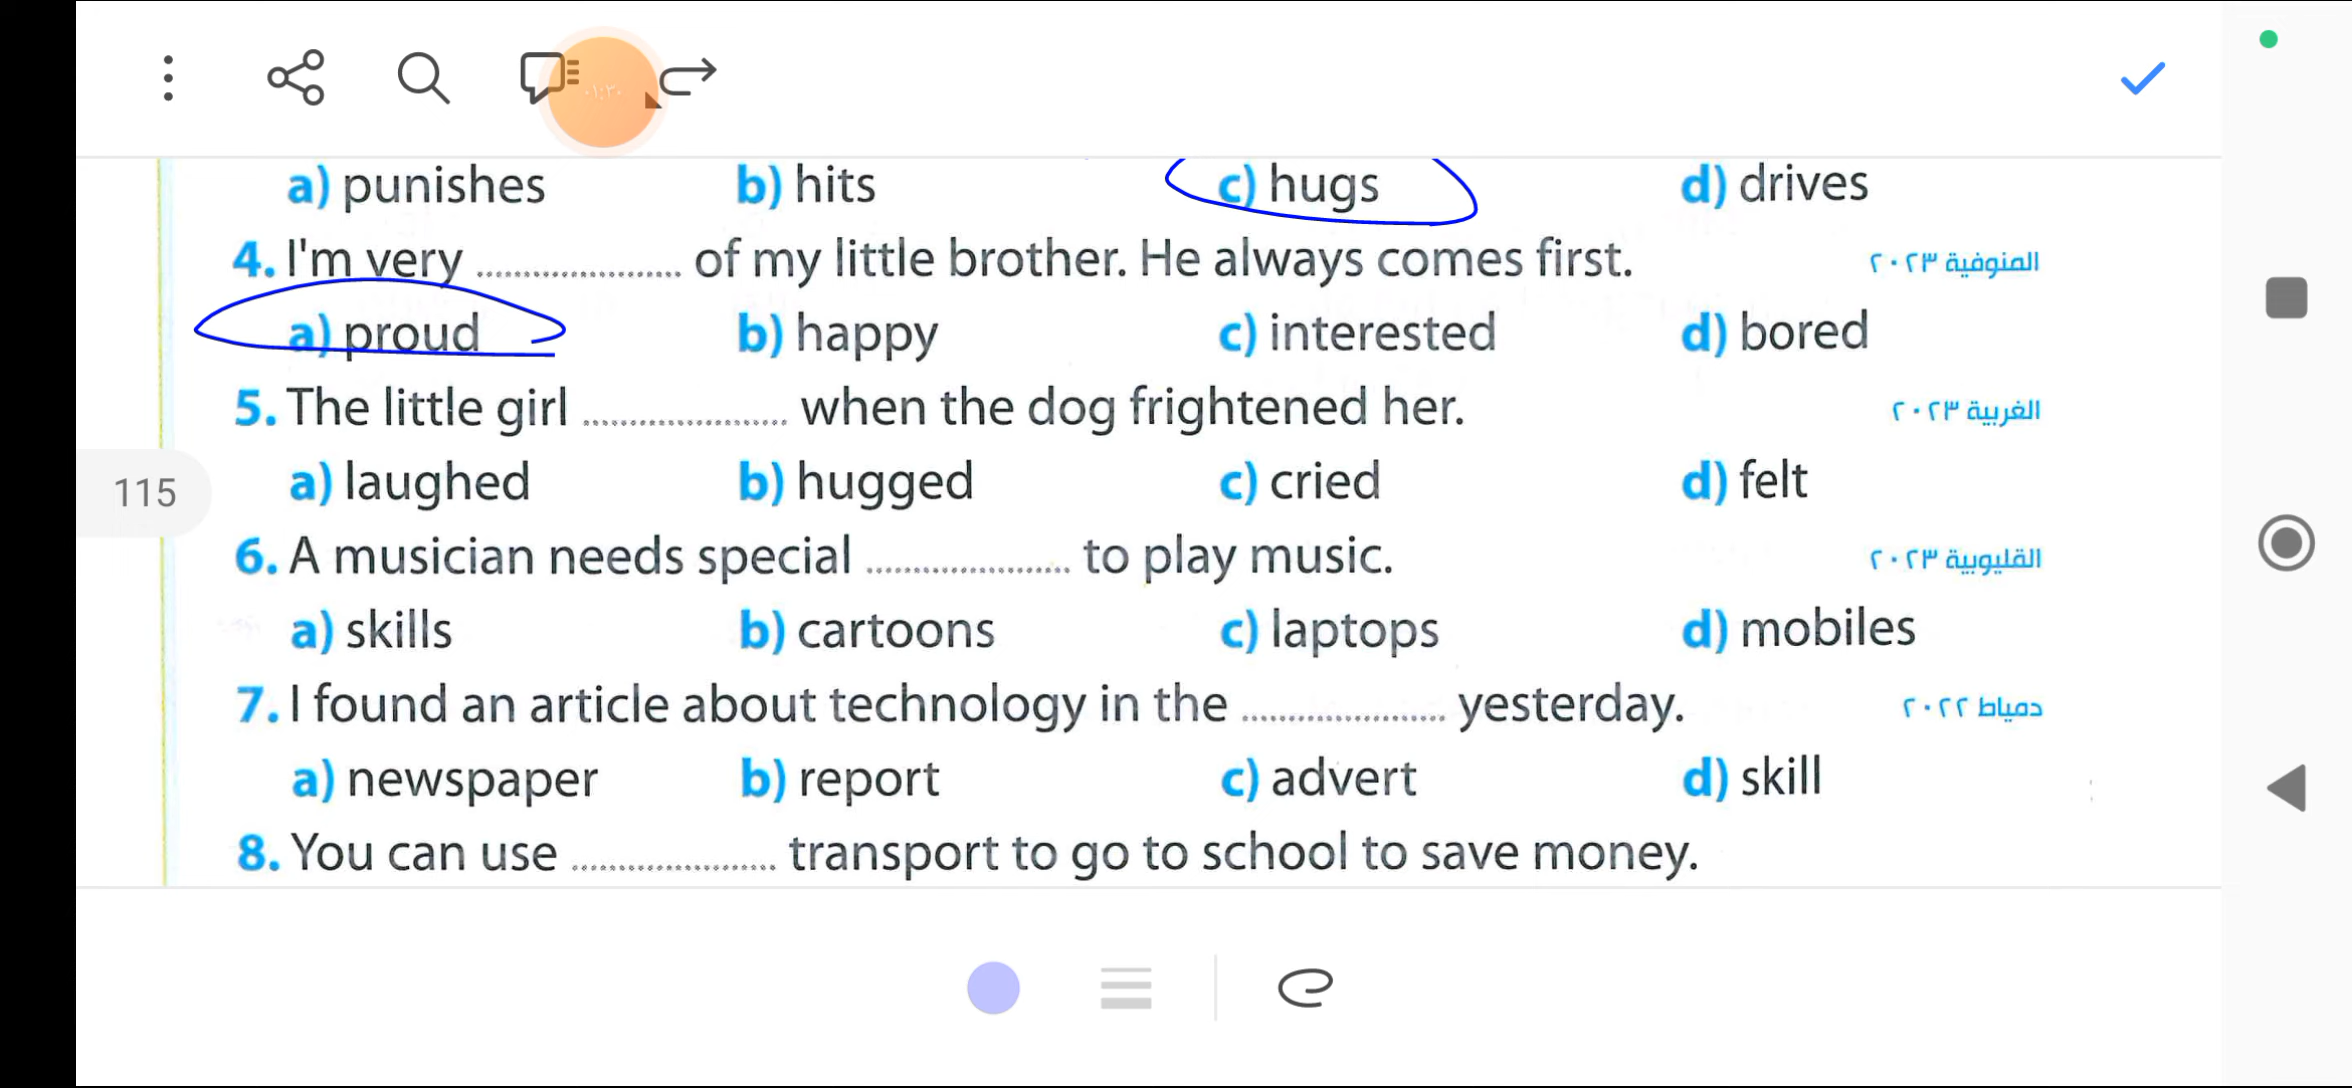 ٠١:٣٠
a) punishes b) hits c) hugs d) drives
4. I'm very .................... of my little brother. He always comes first. المنوفية ٢٠٢٣
a) proud b) happy c) interested d) bored
5. The little girl .................... when the dog frightened her. الغربية ٢٠٢٣
a) laughed b) hugged c) cried d) felt
115
6. A musician needs special .................... to play music. القليوبية ٢٠٢٣
a) skills b) cartoons c) laptops d) mobiles
7. I found an article about technology in the .................... yesterday. دمياط ٢٠٢٢
a) newspaper b) report c) advert d) skill
8. You can use .................... transport to go to school to save money.